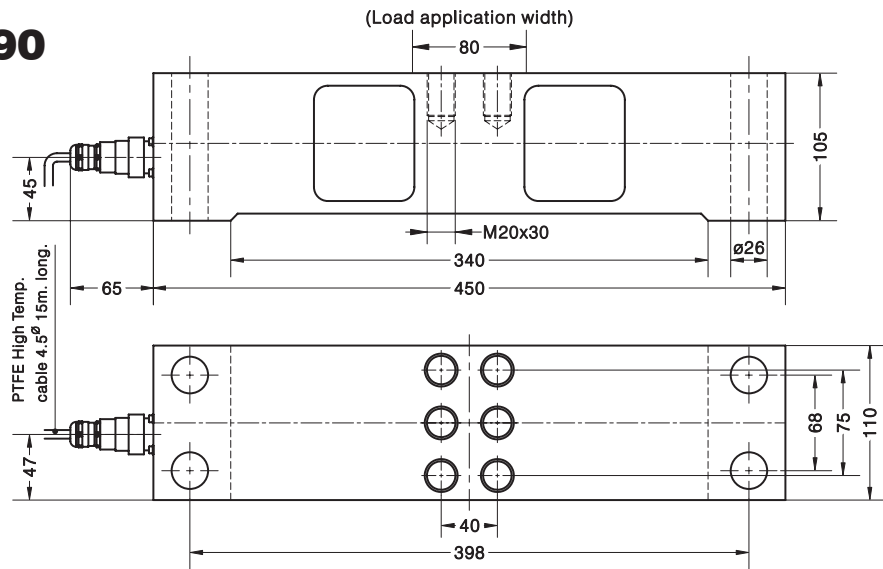 90
(Load application width)
80
105
45
M20x30
ø26
340
65
450
PTFE High Temp.
cable 4.5ø 15m. long.
68
75
110
47
40
398